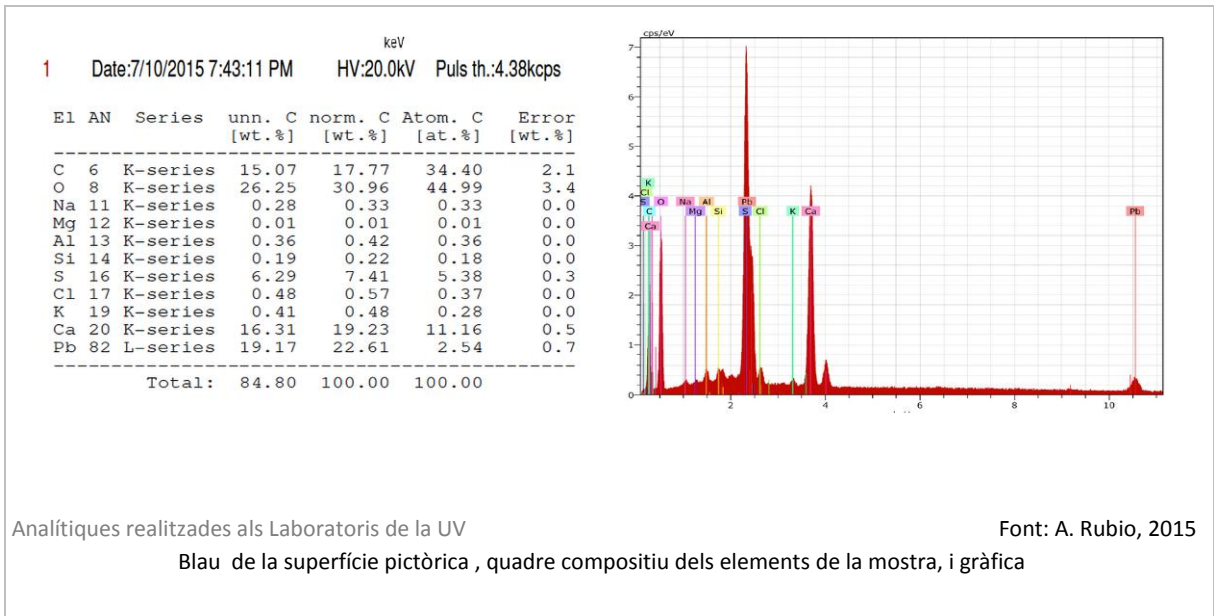 keV
1 Date:7/10/2015 7:43:11 PM HV:20.0kV Puls th.:4.38kcps
El AN Series unn. C norm. C Atom. C Error
[wt.%] [wt.%] [at.%] [wt.%]
C 6 K-series 15.07 17.77 34.40 2.1
O 8 K-series 26.25 30.96 44.99 3.4
Na 11 K-series 0.28 0.33 0.33 0.0
Mg 12 K-series 0.01 0.01 0.01 0.0
Al 13 K-series 0.36 0.42 0.36 0.0
Si 14 K-series 0.19 0.22 0.18 0.0
S 16 K-series 6.29 7.41 5.38 0.3
Cl 17 K-series 0.48 0.57 0.37 0.0
K 19 K-series 0.41 0.48 0.28 0.0
Ca 20 K-series 16.31 19.23 11.16 0.5
Pb 82 L-series 19.17 22.61 2.54 0.7
Total: 84.80 100.00 100.00
cps/eV
7
6
5
4
3
2
1
0
K
Cl
S O Na Al Pb
C Mg Si S Cl K Ca Pb
Ca
2 4 6 8 10
Analítiques realitzades als Laboratoris de la UV Font: A. Rubio, 2015
Blau de la superfície pictòrica , quadre compositiu dels elements de la mostra, i gràfica